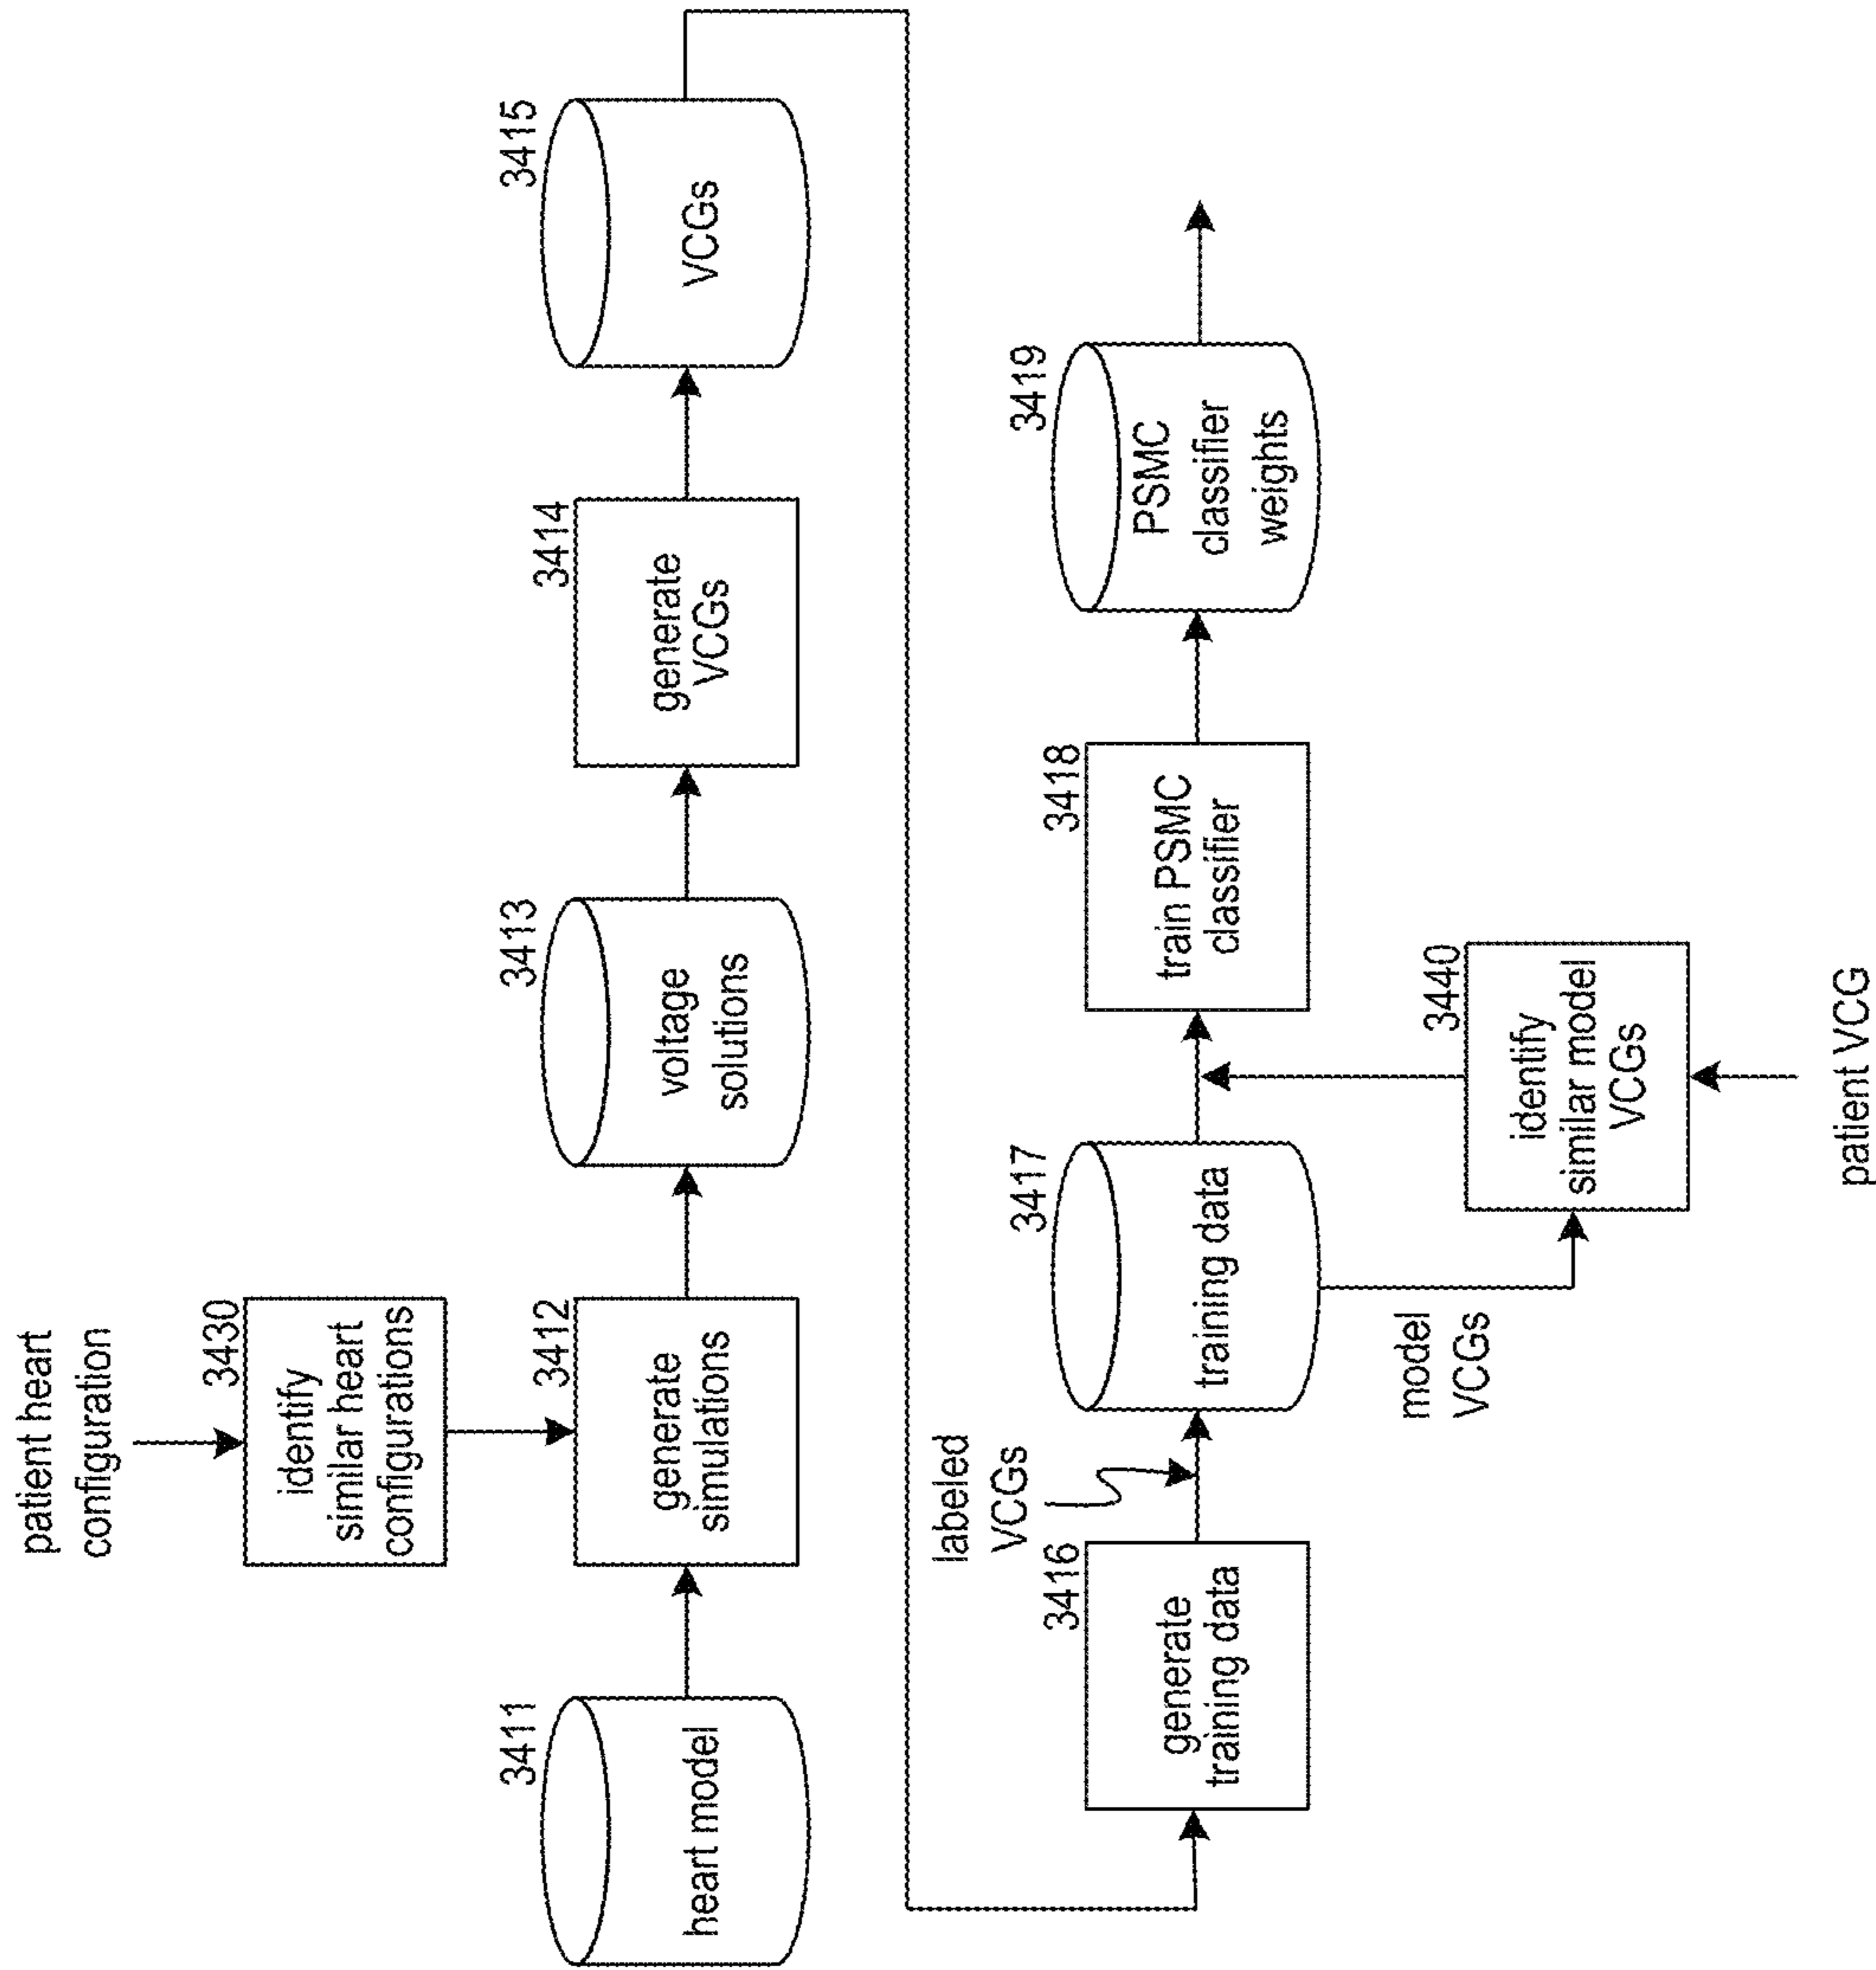 patient heart
configuration
3430
identify
similar heart
configurations
3411
heart model
3412
generate
simulations
3413
voltage
solutions
3414
generate
VCGs
3415
VCGs
3416
generate
training data
labeled
VCGs
3417
training data
model
VCGs
3418
train PSMC
classifier
3419
PSMC
classifier
weights
3440
identify
similar model
VCGs
patient VCG